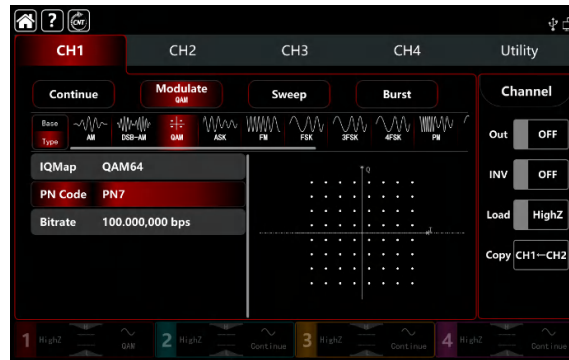 ? CNT
CH1 CH2 CH3 CH4 Utility
Continue Modulate QAM Sweep Burst Channel
Base Type AM DSB-AM QAM ASK FM FSK 3FSK 4FSK PM
Out OFF
IQMap QAM64
INV OFF
PN Code PN7
Bitrate 100.000,000 bps
Load HighZ
Q
I
Copy CH1←CH2
1 HighZ QAM 2 HighZ Continue 3 HighZ Continue 4 HighZ Continue